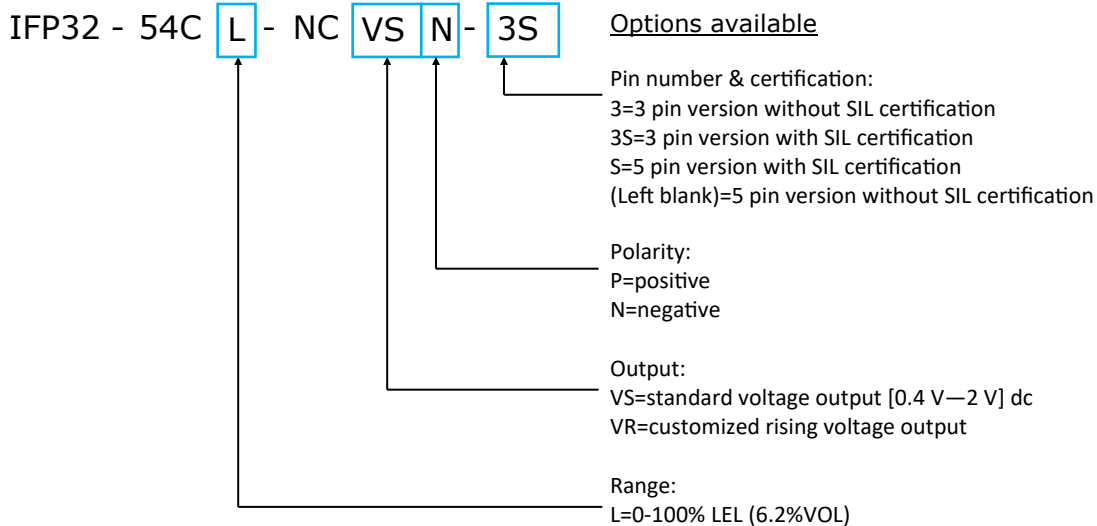 IFP32 - 54C L - NC VS N - 3S
Options available
Pin number & certification:
3=3 pin version without SIL certification
3S=3 pin version with SIL certification
S=5 pin version with SIL certification
(Left blank)=5 pin version without SIL certification
Polarity:
P=positive
N=negative
Output:
VS=standard voltage output [0.4 V—2 V] dc
VR=customized rising voltage output
Range:
L=0-100% LEL (6.2%VOL)